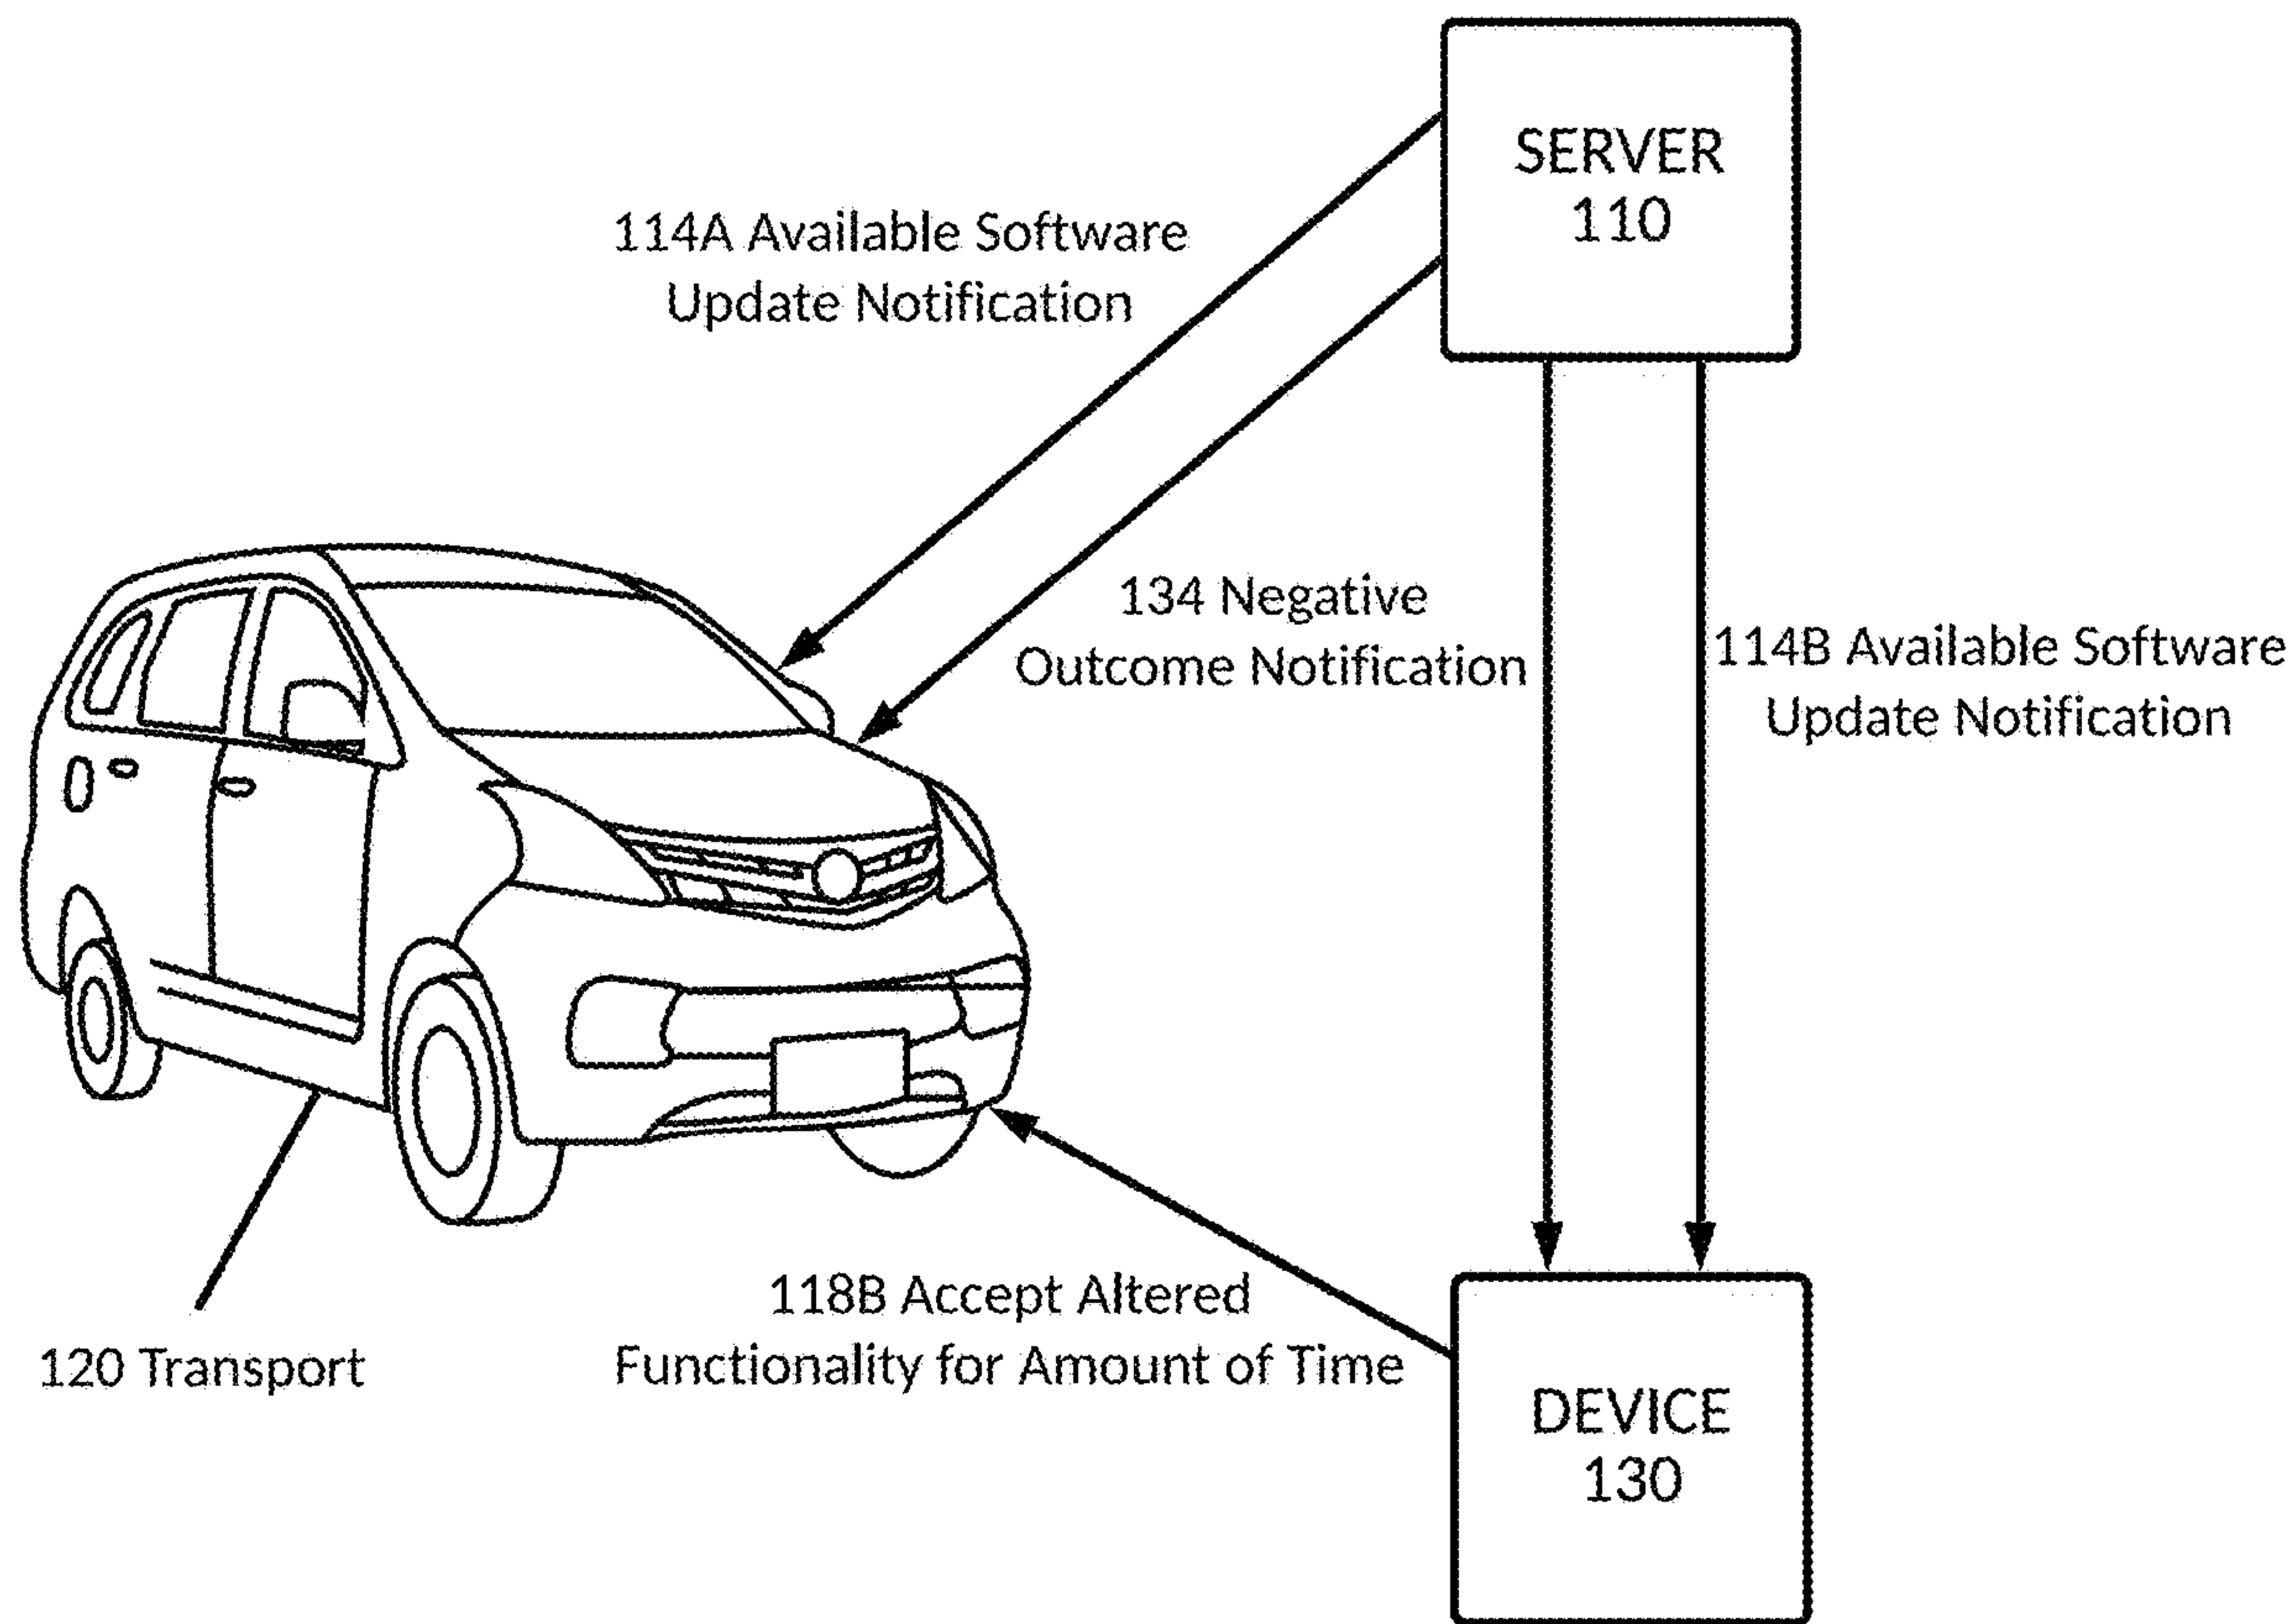 SERVER
110
114A Available Software
Update Notification
134 Negative
Outcome Notification
114B Available Software
Update Notification
118B Accept Altered
Functionality for Amount of Time
120 Transport
DEVICE
130